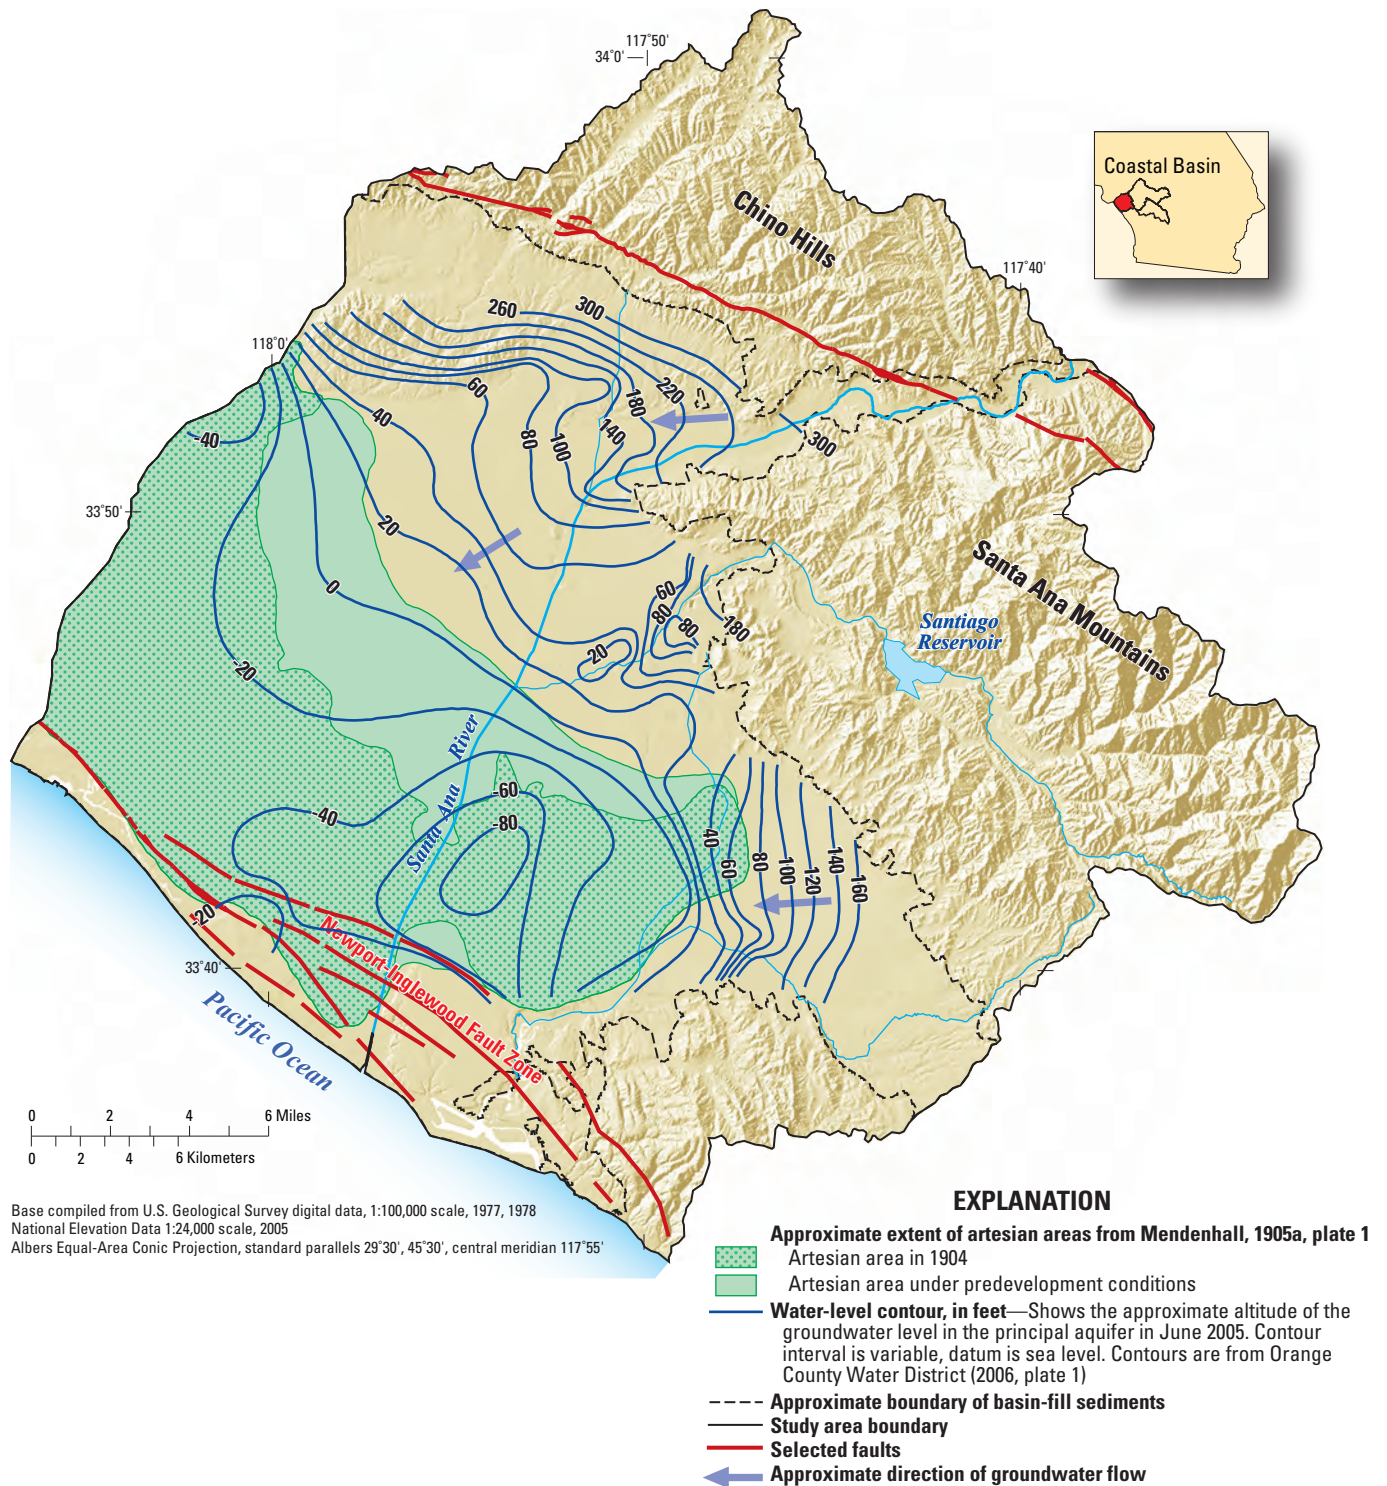 117°50'
34°0'
Coastal Basin
Chino Hills
117°40'
260
300
118°0'
60
220
180
40
140
300
80
100
-40
33°50'
20
Santa Ana Mountains
0
60
80
80
180
Santiago
Reservoir
20
-20
Santa Ana River
-60
-40
-80
40
60
80
100
120
140
160
-20
Newport-Inglewood Fault Zone
33°40'
Pacific Ocean
0 2 4 6 Miles
0 2 4 6 Kilometers
Base compiled from U.S. Geological Survey digital data, 1:100,000 scale, 1977, 1978
National Elevation Data 1:24,000 scale, 2005
Albers Equal-Area Conic Projection, standard parallels 29°30', 45°30', central meridian 117°55'
EXPLANATION
Approximate extent of artesian areas from Mendenhall, 1905a, plate 1
Artesian area in 1904
Artesian area under predevelopment conditions
Water-level contour, in feet—Shows the approximate altitude of the
groundwater level in the principal aquifer in June 2005. Contour
interval is variable, datum is sea level. Contours are from Orange
County Water District (2006, plate 1)
Approximate boundary of basin-fill sediments
Study area boundary
Selected faults
Approximate direction of groundwater flow